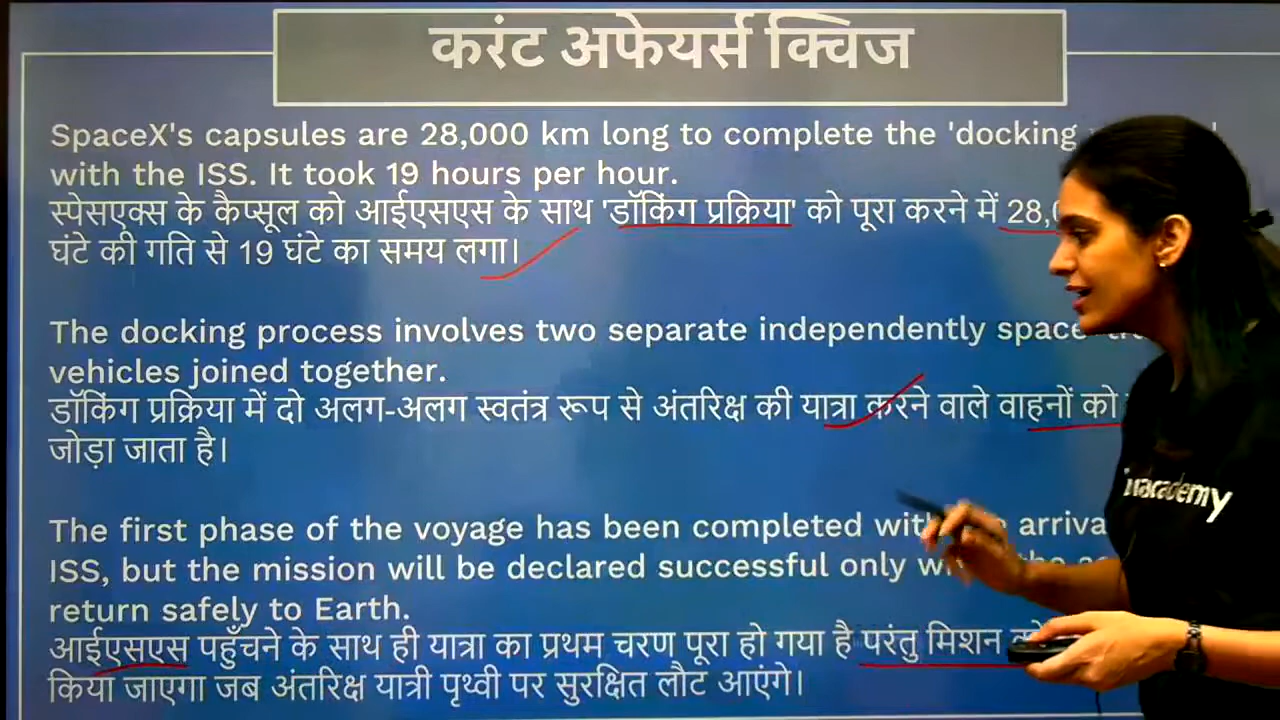 करंट अफेयर्स क्विज
SpaceX's capsules are 28,000 km long to complete the 'docking
with the ISS. It took 19 hours per hour.
स्पेसएक्स के कैप्सूल को आईएसएस के साथ 'डॉकिंग प्रक्रिया' को पूरा करने में 28,
घंटे की गति से 19 घंटे का समय लगा।
The docking process involves two separate independently space
vehicles joined together.
डॉकिंग प्रक्रिया में दो अलग-अलग स्वतंत्र रूप से अंतरिक्ष की यात्रा करने वाले वाहनों को
जोड़ा जाता है।
The first phase of the voyage has been completed
ISS, but the mission will be declared successful only
return safely to Earth.
आईएसएस पहुँचने के साथ ही यात्रा का प्रथम चरण पूरा हो गया है परंतु मिशन
किया जाएगा जब अंतरिक्ष यात्री पृथ्वी पर सुरक्षित लौट आएंगे।
unacademy